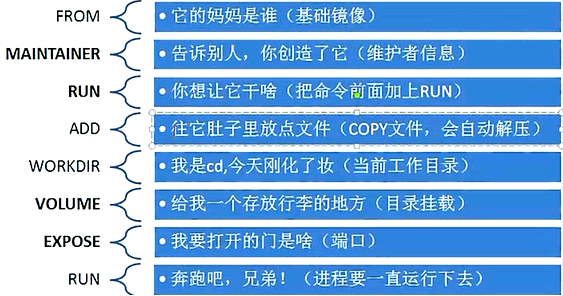 FROM • 它的妈妈是谁（基础镜像）
MAINTAINER • 告诉别人，你创造了它（维护者信息）
RUN • 你想让它干啥（把命令前面加上RUN）
ADD • 往它肚子里放点文件（COPY文件，会自动解压）
WORKDIR • 我是cd,今天刚化了妆（当前工作目录）
VOLUME • 给我一个存放行李的地方（目录挂载）
EXPOSE • 我要打开的门是啥（端口）
RUN • 奔跑吧，兄弟！（进程要一直运行下去）